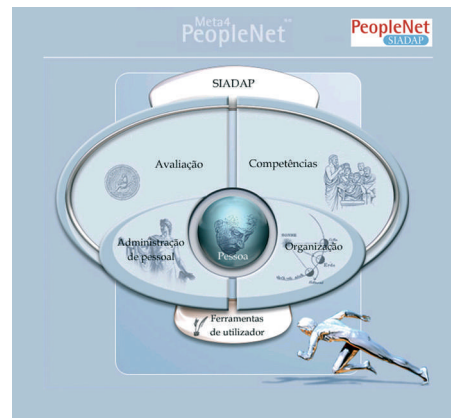 Meta4
PeopleNet
PeopleNet
SIADAP
SIADAP
Avaliação
Competências
Administração
de pessoal
Pessoa
Organização
Ferramentas
de utilizador